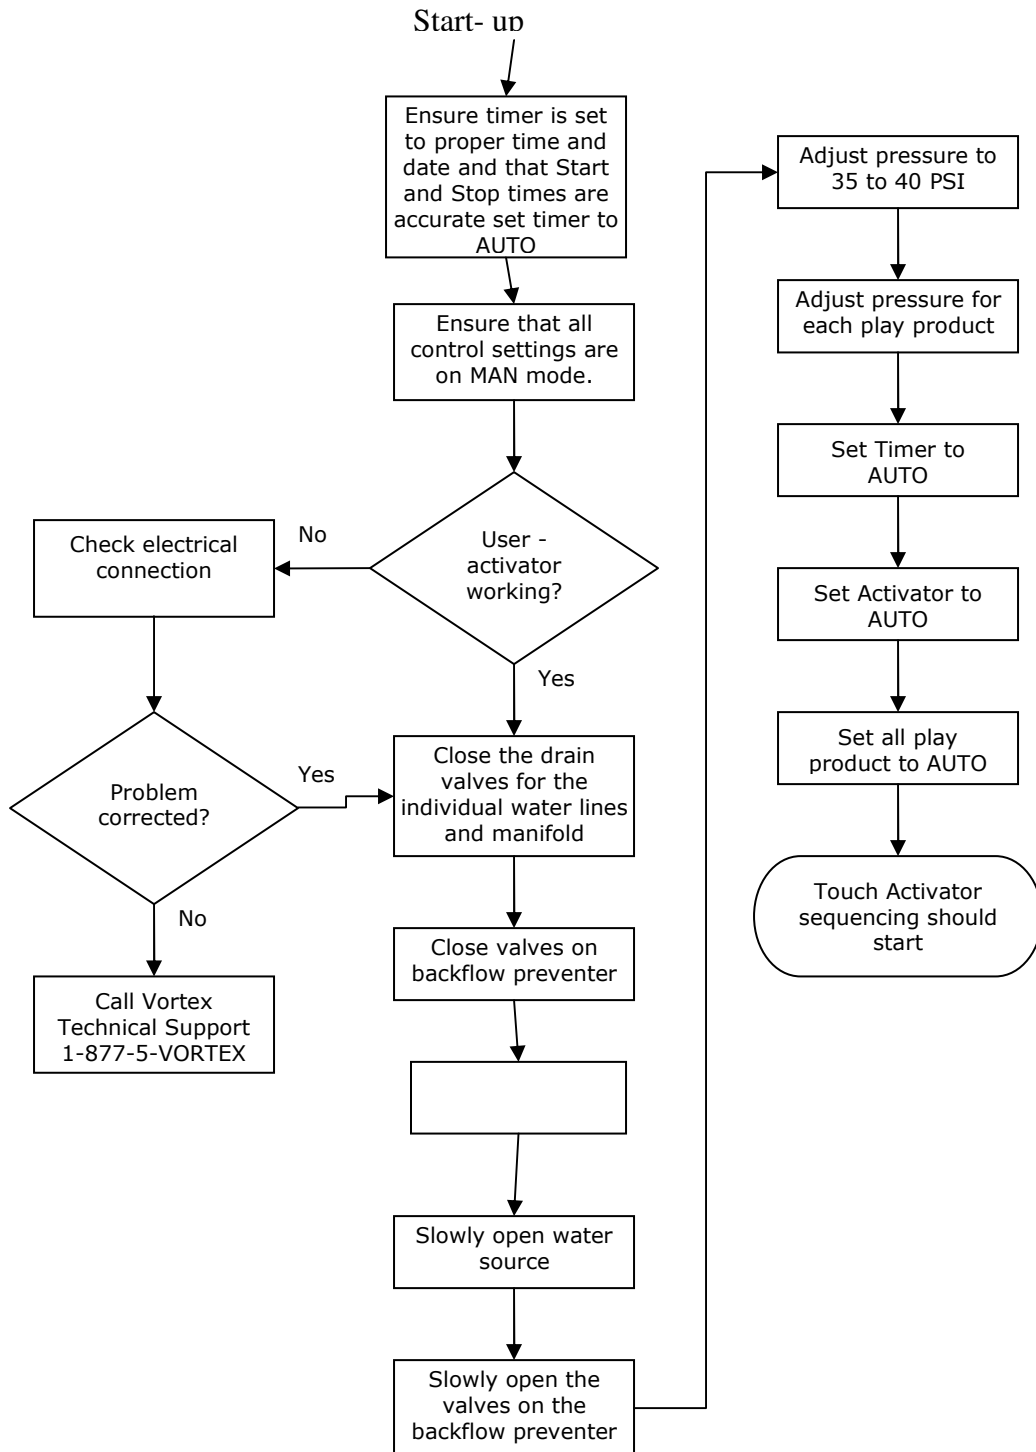 Start- up
Ensure timer is set
to proper time and
date and that Start
and Stop times are
accurate set timer to
AUTO
Ensure that all
control settings are
on MAN mode.
User -
activator
working?
No
Check electrical
connection
Yes
Problem
corrected?
Yes
No
Call Vortex
Technical Support
1-877-5-VORTEX
Close the drain
valves for the
individual water lines
and manifold
Close valves on
backflow preventer
Slowly open water
source
Slowly open the
valves on the
backflow preventer
Adjust pressure to
35 to 40 PSI
Adjust pressure for
each play product
Set Timer to
AUTO
Set Activator to
AUTO
Set all play
product to AUTO
Touch Activator
sequencing should
start